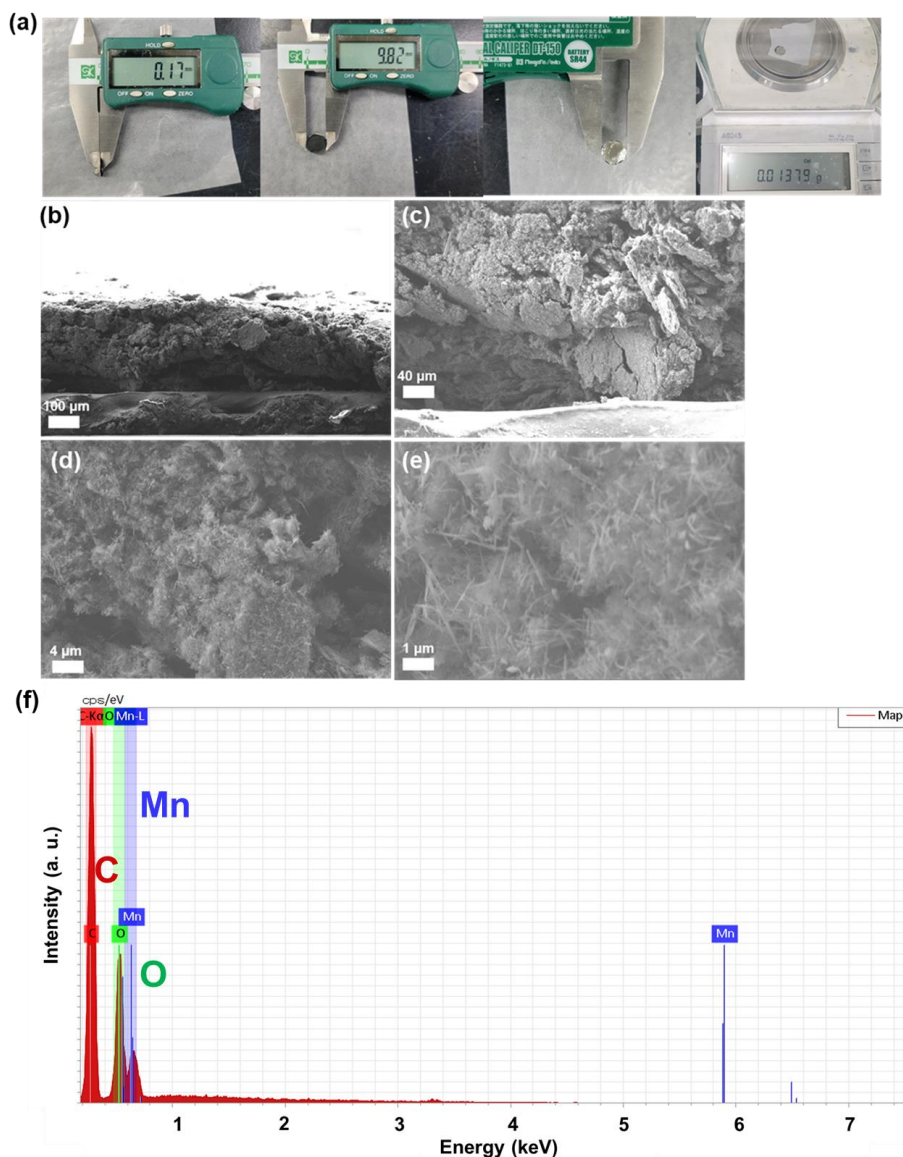 (a)
HOLD
0.17
OFF ON ZERO
HOLD
9.82
OFF ON ZERO
AL CALIPER DT-150
BATTERY
SR44
0.01379 g
(b)
100 µm
(c)
40 µm
(d)
4 µm
(e)
1 µm
(f)
cps/eV
C-Kα O Mn-L
Map
Mn
C
Mn
C O
Mn
O
Intensity (a. u.)
1 2 3 4 5 6 7
Energy (keV)